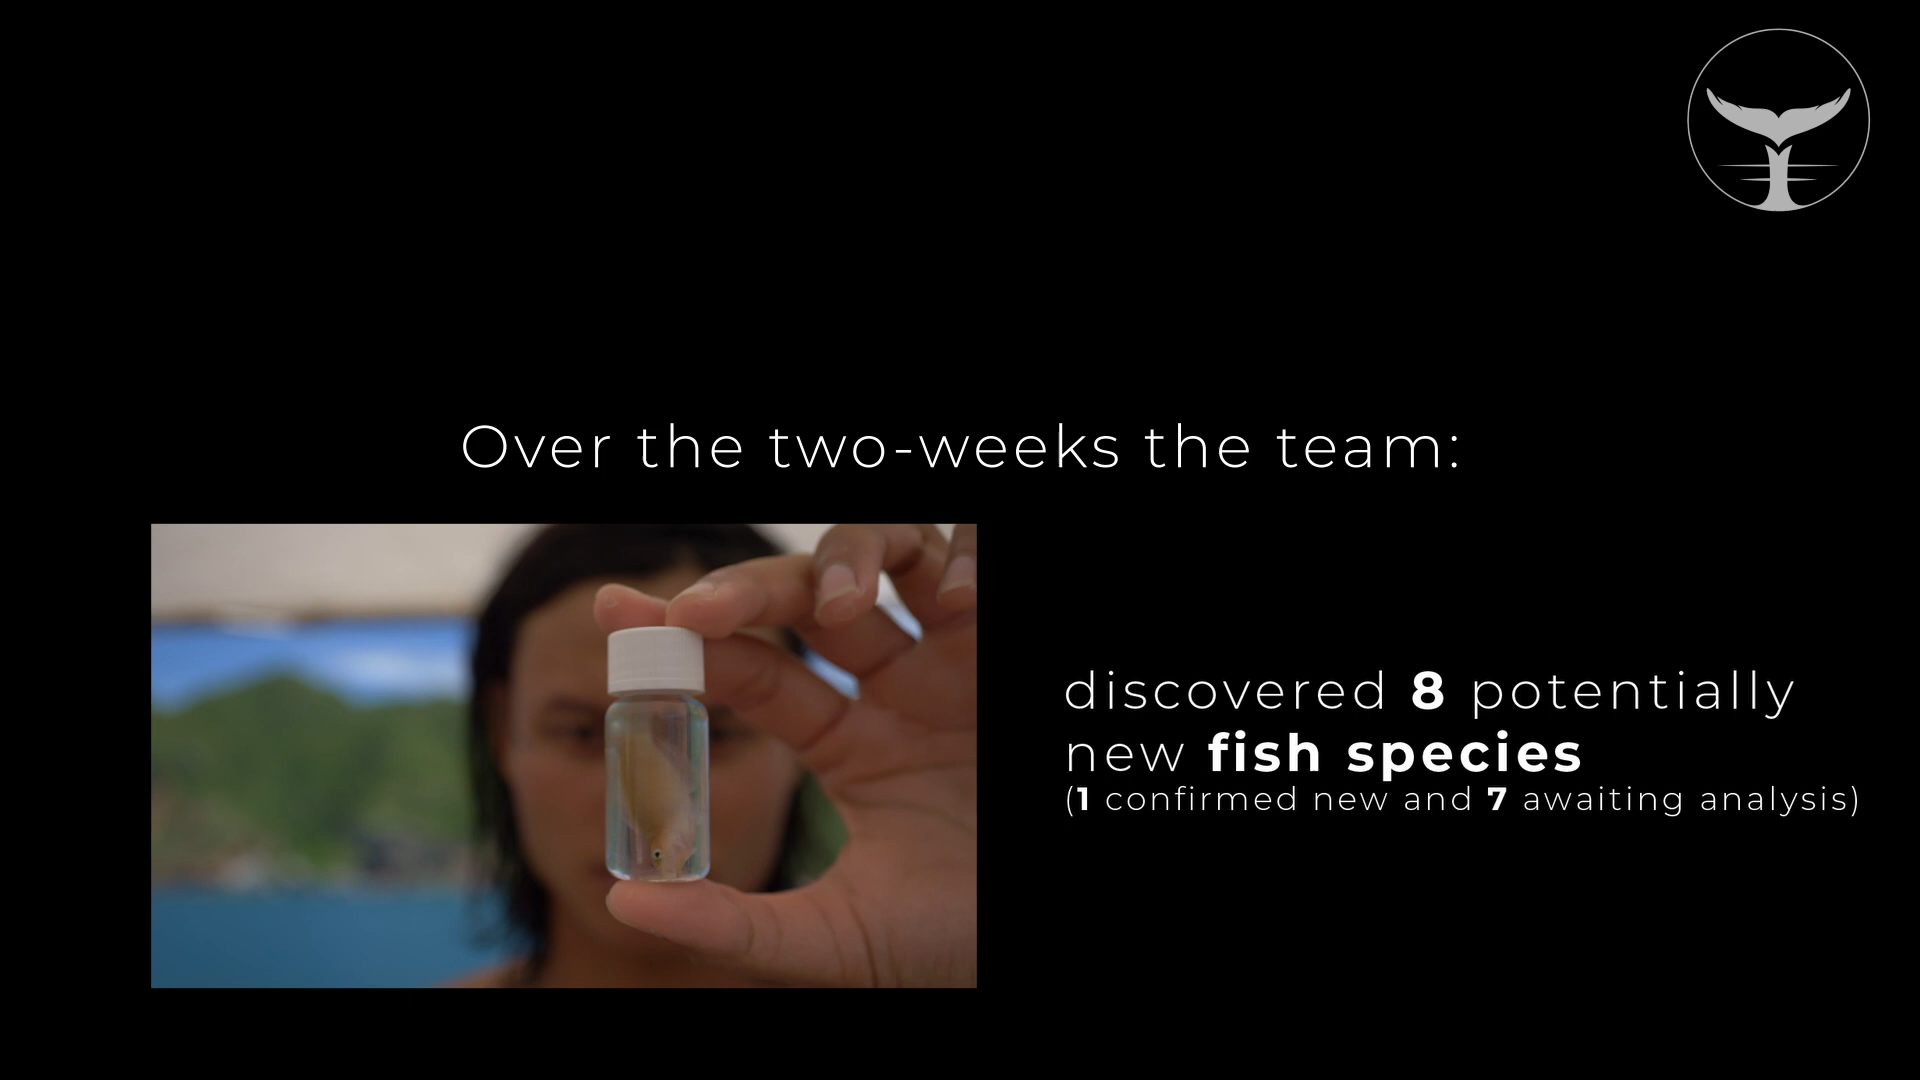 Over the two-weeks the team:
discovered 8 potentially
new fish species
(1 confirmed new and 7 awaiting analysis)